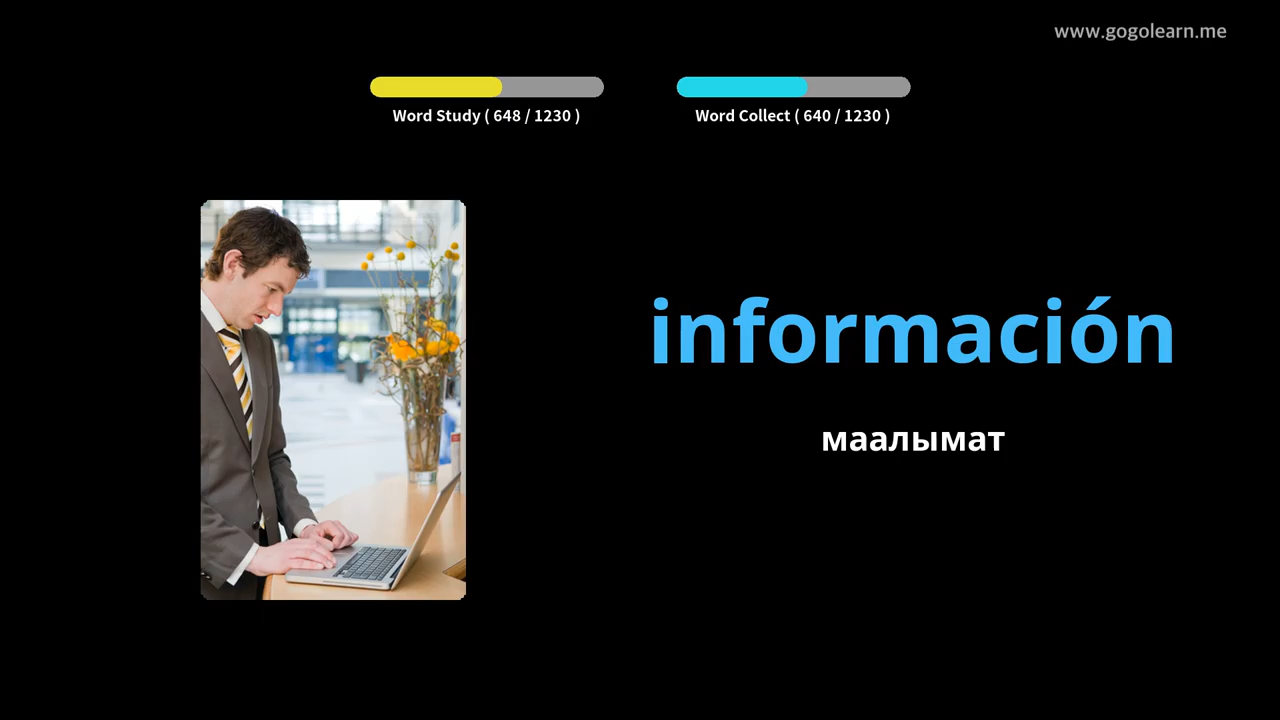 www.gogolearn.me
Word Study ( 648 / 1230 )
Word Collect ( 640 / 1230 )
información
маалымат